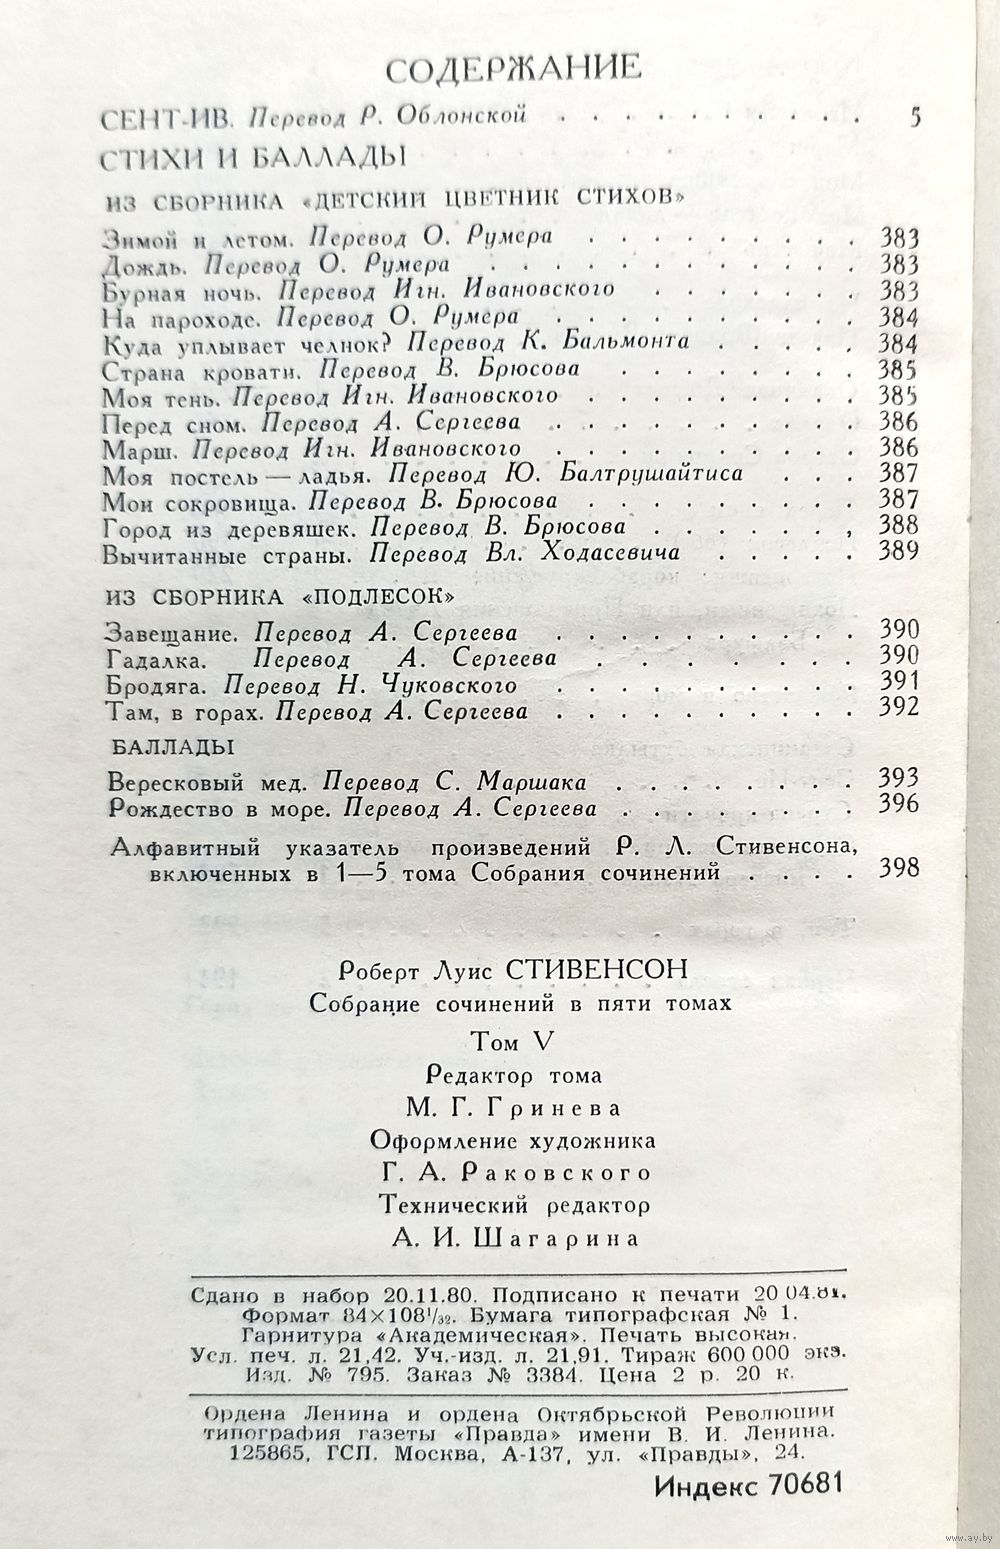 СОДЕРЖАНИЕ
СЕНТ-ИВ. Перевод Р. Облонской . . . . . . . . . . 5
СТИХИ И БАЛЛАДЫ
ИЗ СБОРНИКА «ДЕТСКИЙ ЦВЕТНИК СТИХОВ»
Зимой и летом. Перевод О. Румера . . . . . . . . . 383
Дождь. Перевод О. Румера . . . . . . . . . . . . 383
Бурная ночь. Перевод Игн. Ивановского . . . . . . . 383
На пароходе. Перевод О. Румера . . . . . . . . . . 384
Куда уплывает челнок? Перевод К. Бальмонта . . . . . 384
Страна кровати. Перевод В. Брюсова . . . . . . . . 385
Моя тень. Перевод Игн. Ивановского . . . . . . . . . 385
Перед сном. Перевод А. Сергеева . . . . . . . . . . 386
Марш. Перевод Игн. Ивановского . . . . . . . . . . 386
Моя постель — ладья. Перевод Ю. Балтрушайтиса . . . 387
Мои сокровища. Перевод В. Брюсова . . . . . . . . . 387
Город из деревяшек. Перевод В. Брюсова . . . . . . , 388
Вычитанные страны. Перевод Вл. Ходасевича . . . . . 389
ИЗ СБОРНИКА «ПОДЛЕСОК»
Завещание. Перевод А. Сергеева . . . . . . . . . . 390
Гадалка. Перевод А. Сергеева . . . . . . . 390
Бродяга. Перевод Н. Чуковского . . . . . . . . . . 391
Там, в горах. Перевод А. Сергеева . . . . . . . . . . 392
БАЛЛАДЫ
Вересковый мед. Перевод С. Маршака . . . . . . . . 393
Рождество в море. Перевод А. Сергеева . . . . . . . . 396
Алфавитный указатель произведений Р. Л. Стивенсона,
включенных в 1—5 тома Собрания сочинений . . . . 398
Роберт Луис СТИВЕНСОН
Собрание сочинений в пяти томах
Том V
Редактор тома
М. Г. Гринева
Оформление художника
Г. А. Раковского
Технический редактор
А. И. Шагарина
Сдано в набор 20.11.80. Подписано к печати 20 04.81.
Формат 84×108¹/₃₂. Бумага типографская № 1.
Гарнитура «Академическая». Печать высокая.
Усл. печ. л. 21,42. Уч.-изд. л. 21,91. Тираж 600 000 экз.
Изд. № 795. Заказ № 3384. Цена 2 р. 20 к.
Ордена Ленина и ордена Октябрьской Революции
типография газеты «Правда» имени В. И. Ленина.
125865, ГСП. Москва, А-137, ул. «Правды», 24.
Индекс 70681
www.ay.by